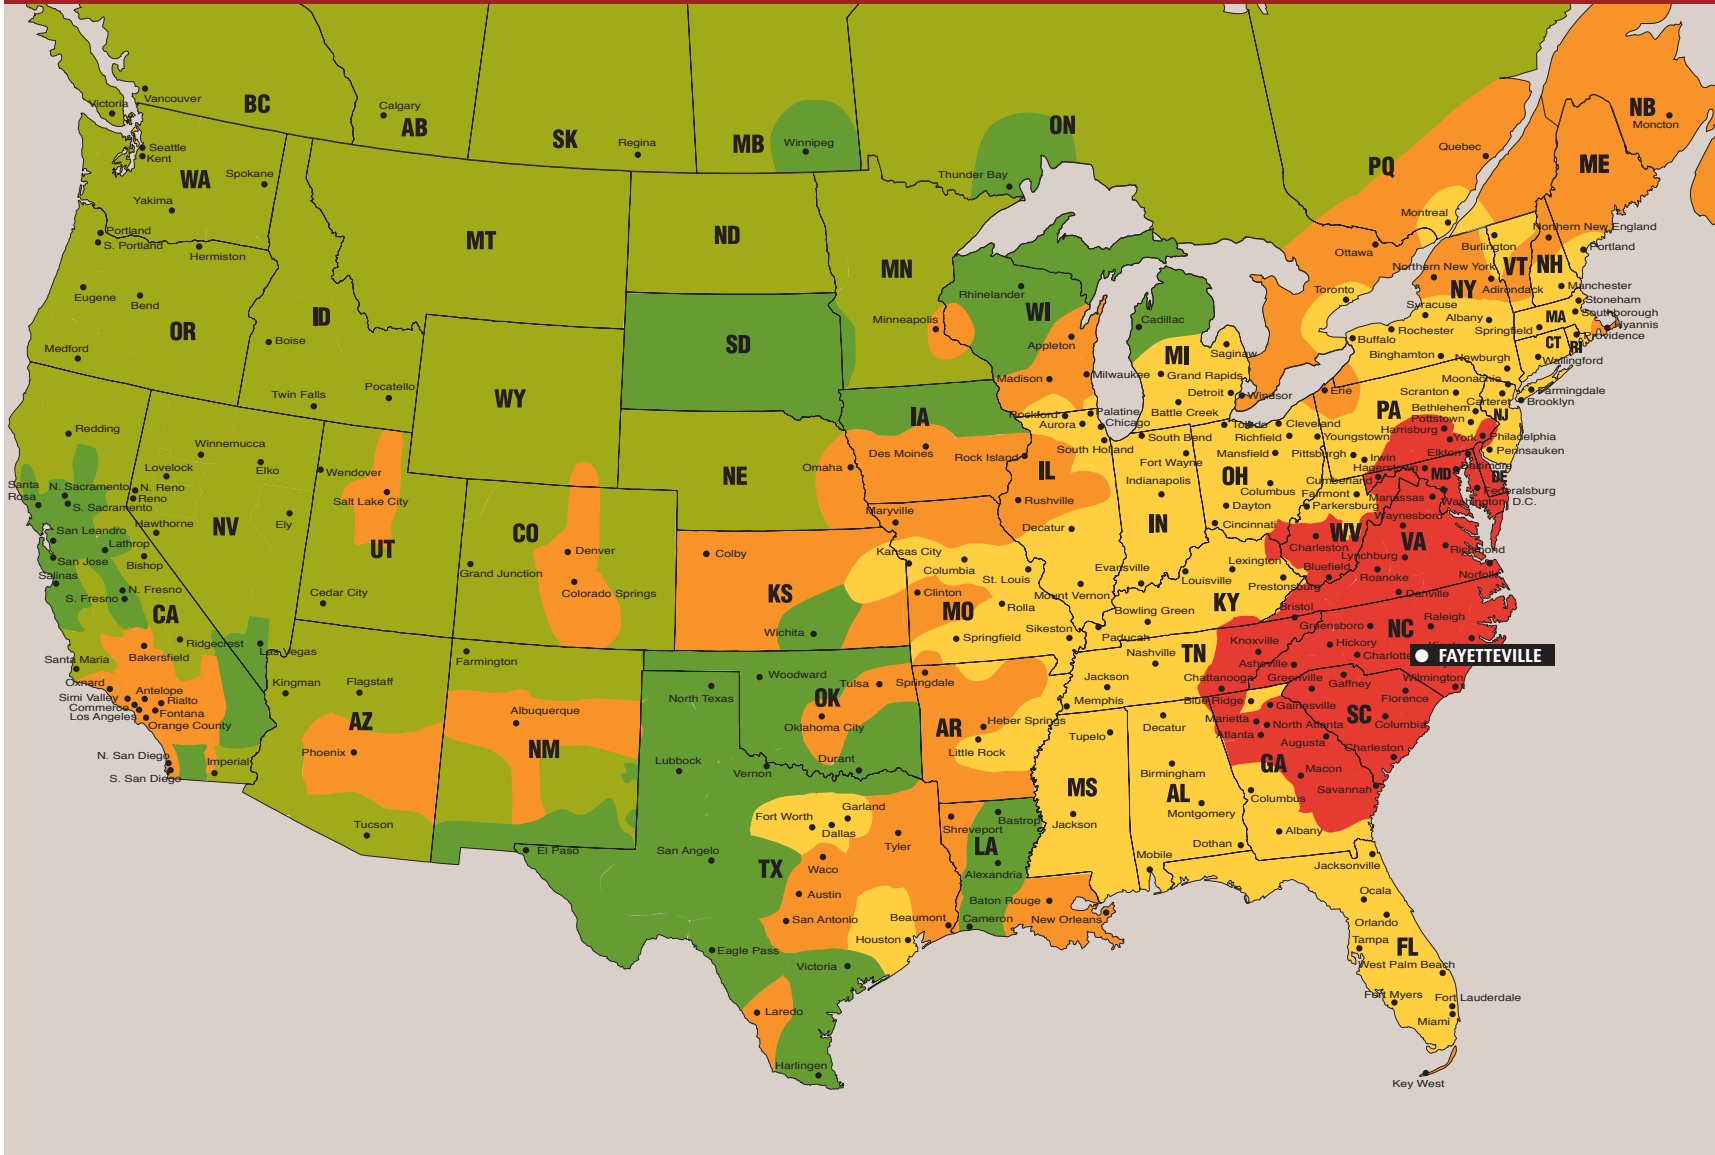 BC
Victoria
Vancouver
Calgary
AB
SK
Regina
MB
Winnipeg
ON
Thunder Bay
PQ
Quebec
Montreal
Ottawa
Toronto
NB
Moncton
ME
Seattle
Kent
WA
Spokane
Yakima
Portland
S. Portland
Hermiston
Eugene
Bend
OR
Medford
ID
Boise
Twin Falls
Pocatello
MT
ND
SD
MN
Minneapolis
WY
NE
Omaha
WI
Rhinelander
Appleton
Madison
Milwaukee
Cadillac
MI
Saginaw
Grand Rapids
Detroit
Battle Creek
Windsor
Northern New England
Portland
Burlington
VT
NH
Northern New York
NY
Adirondack
Manchester
Stoneham
Southborough
Hyannis
Providence
MA
CT
RI
Syracuse
Albany
Springfield
Rochester
Buffalo
Binghamton
Newburgh
Wallingford
Moonachie
Farmingdale
Brooklyn
Scranton
Carteret
NJ
Erie
PA
Bethlehem
Pottstown
Harrisburg
York
Philadelphia
Pennsauken
Elkton
Hagerstown
MD
Baltimore
DE
Federalsburg
Washington, D.C.
Cumberland
Manassas
Irwin
Pittsburgh
Youngstown
Cleveland
Toledo
Richfield
Mansfield
OH
Columbus
Dayton
Cincinnati
Fairmont
Parkersburg
WV
Charleston
Bluefield
Waynesboro
VA
Lynchburg
Richmond
Roanoke
Norfolk
Danville
Bristol
IA
Des Moines
Rock Island
Rockford
Aurora
Palatine
Chicago
South Holland
South Bend
Fort Wayne
IL
Rushville
Decatur
Indianapolis
IN
Evansville
Mount Vernon
Louisville
Lexington
Prestonsburg
KY
Bowling Green
Paducah
Redding
Winnemucca
Lovelock
Elko
N. Reno
Reno
N. Sacramento
S. Sacramento
Santa
Rosa
Hawthorne
NV
Ely
San Leandro
Lathrop
San Jose
Bishop
Salinas
N. Fresno
S. Fresno
CA
Ridgecrest
Las Vegas
Bakersfield
Santa Maria
Oxnard
Simi Valley
Antelope
Rialto
Commerce
Fontana
Los Angeles
Orange County
N. San Diego
S. San Diego
Imperial
Wendover
Salt Lake City
UT
Cedar City
CO
Denver
Grand Junction
Colorado Springs
Maryville
Colby
KS
Wichita
Kansas City
Columbia
St. Louis
Clinton
MO
Rolla
Springfield
Sikeston
Kingman
Flagstaff
AZ
Phoenix
Tucson
Farmington
Albuquerque
NM
North Texas
Woodward
OK
Tulsa
Oklahoma City
Durant
Lubbock
Vernon
Springdale
AR
Heber Springs
Little Rock
Nashville
TN
Jackson
Memphis
Knoxville
Chattanooga
Asheville
Greensboro
Raleigh
NC
Hickory
Charlotte
FAYETTEVILLE
Wilmington
Greenville
Gaffney
Florence
SC
Columbia
Charleston
Blue Ridge
Gainesville
Marietta
North Atlanta
Atlanta
Augusta
GA
Macon
Savannah
Columbus
Albany
Tupelo
MS
Jackson
Decatur
Birmingham
AL
Montgomery
Dothan
Mobile
El Paso
San Angelo
Fort Worth
Garland
Dallas
Tyler
TX
Waco
Austin
San Antonio
Eagle Pass
Houston
Beaumont
Victoria
Laredo
Harlingen
Shreveport
Bastrop
LA
Alexandria
Baton Rouge
Cameron
New Orleans
Jacksonville
Ocala
Orlando
Tampa
FL
West Palm Beach
Fort Myers
Fort Lauderdale
Miami
Key West